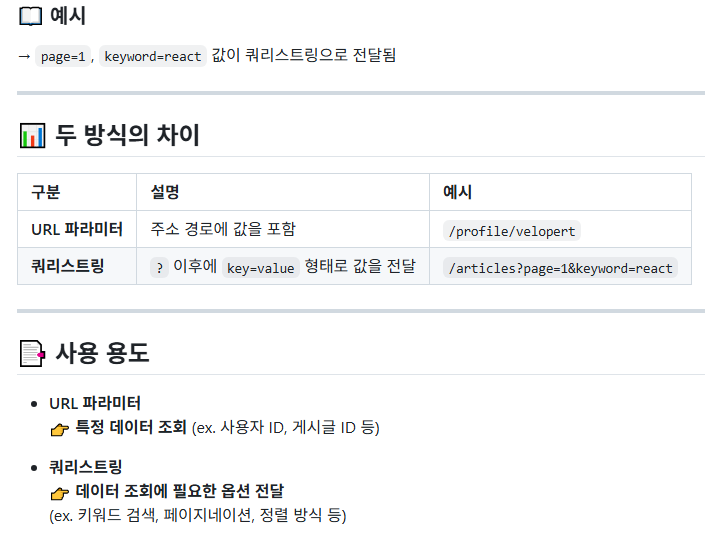 📖 예시
→ page=1, keyword=react 값이 쿼리스트링으로 전달됨
📊 두 방식의 차이
구분 설명 예시
URL 파라미터 주소 경로에 값을 포함 /profile/velopert
쿼리스트링 ? 이후에 key=value 형태로 값을 전달 /articles?page=1&keyword=react
📑 사용 용도
• URL 파라미터
👉 특정 데이터 조회 (ex. 사용자 ID, 게시글 ID 등)
• 쿼리스트링
👉 데이터 조회에 필요한 옵션 전달
(ex. 키워드 검색, 페이지네이션, 정렬 방식 등)